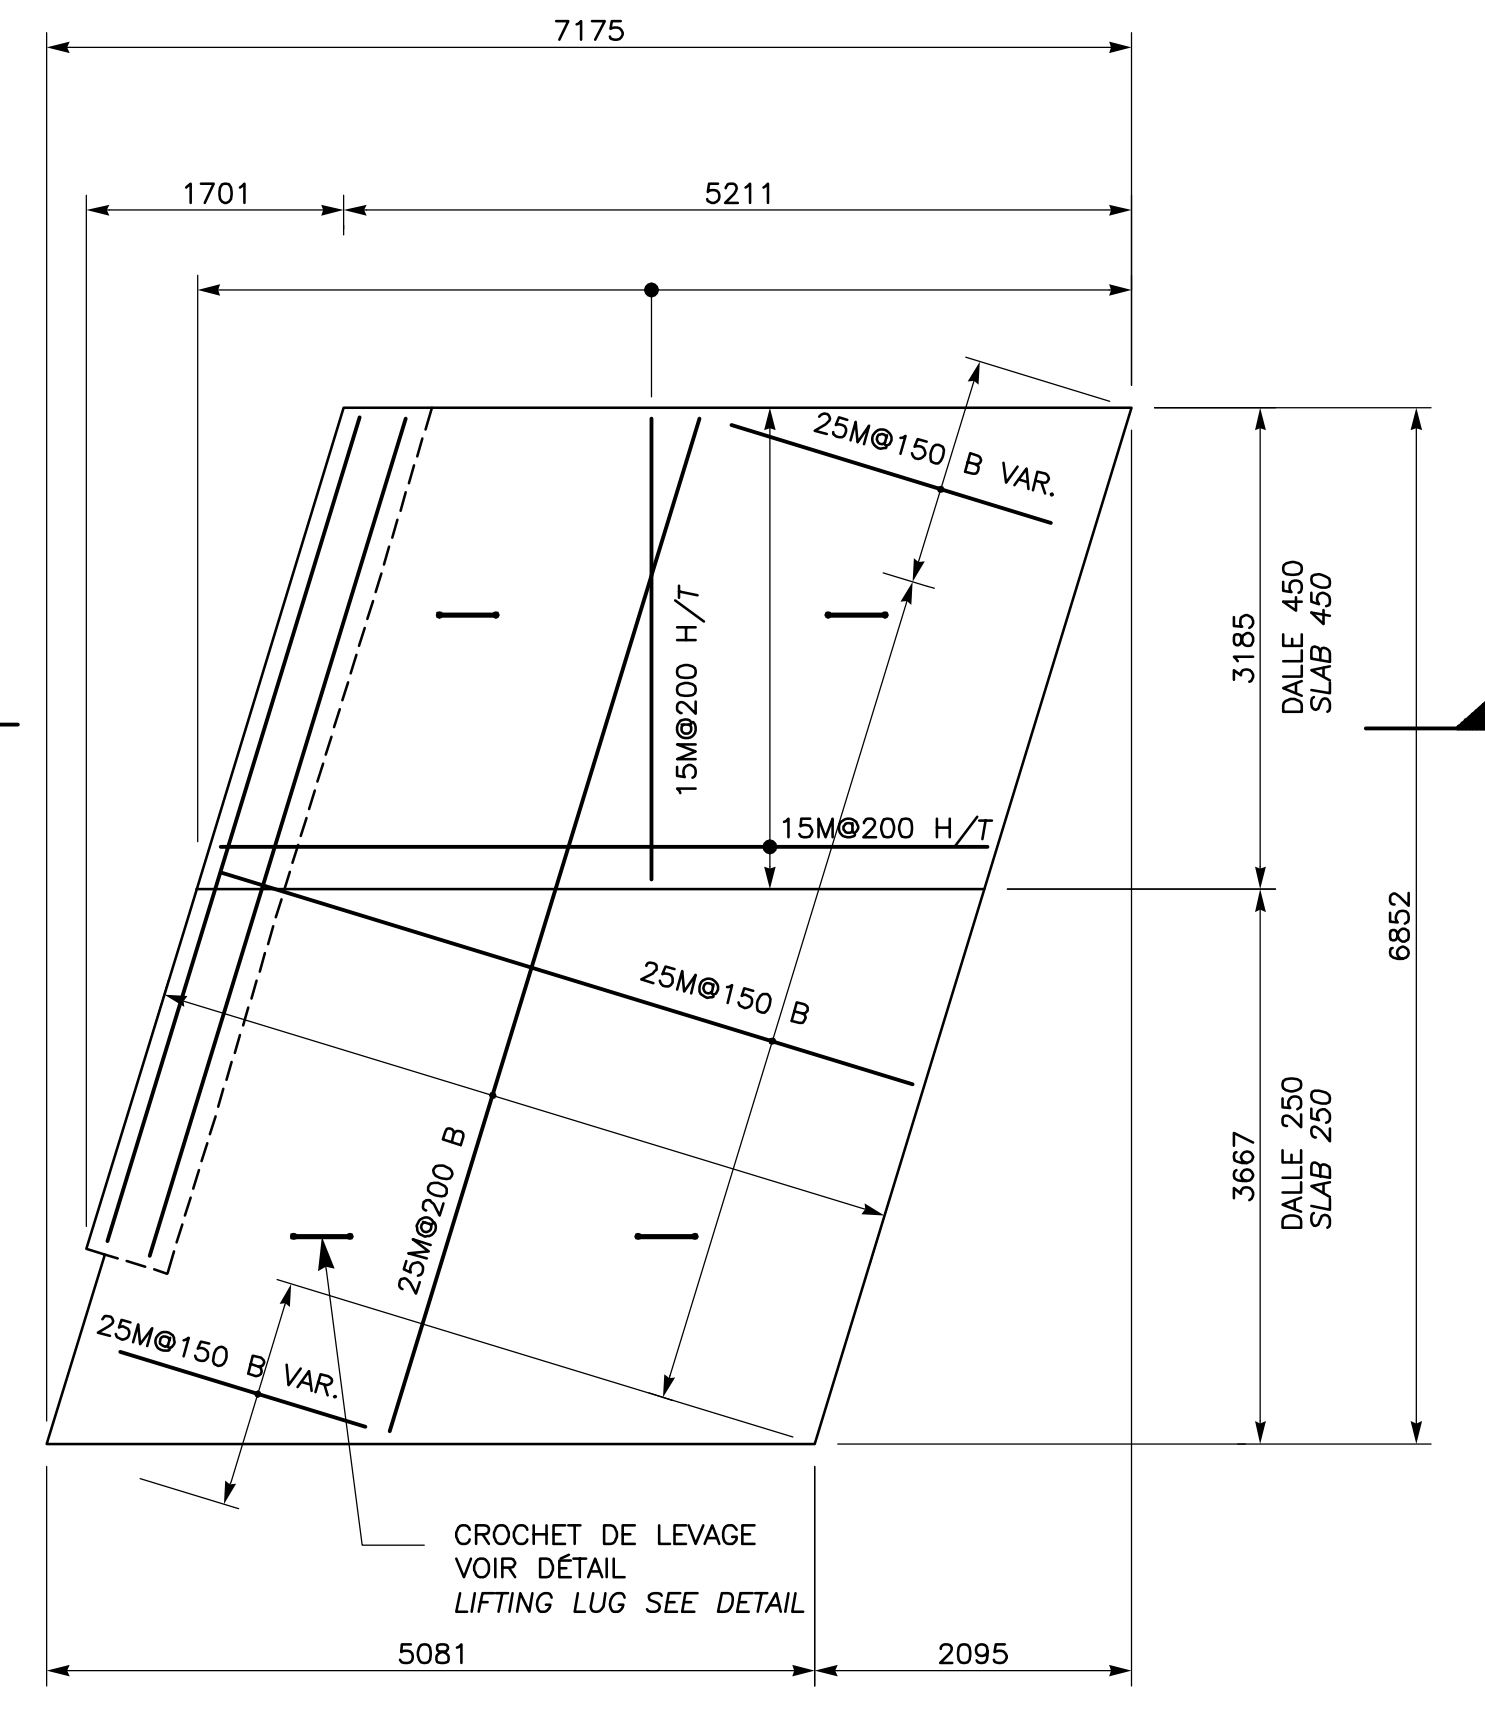 7175
1701
5211
25M@150 B VAR.
15M@200 H/T
15M@200 H/T
3185
DALLE 450
SLAB 450
6852
25M@150 B
25M@200 B
3667
DALLE 250
SLAB 250
25M@150 B VAR.
CROCHET DE LEVAGE
VOIR DÉTAIL
LIFTING LUG SEE DETAIL
5081
2095